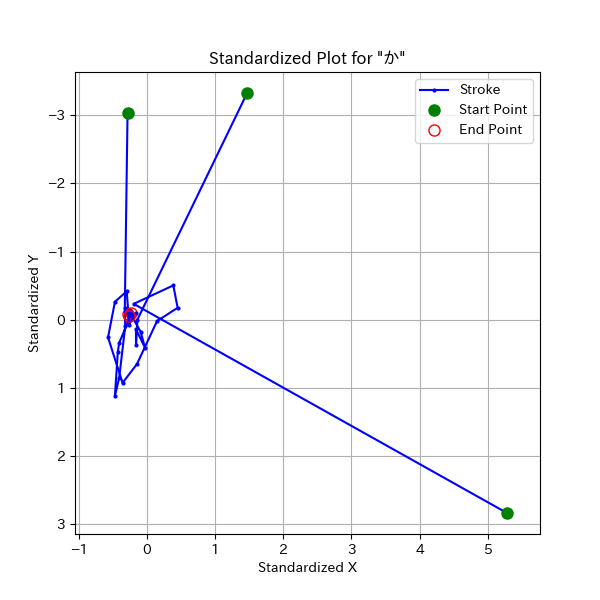 Standardized Plot for "か"
Stroke
Start Point
End Point
−3
−2
−1
0
1
2
3
Standardized Y
−1 0 1 2 3 4 5
Standardized X